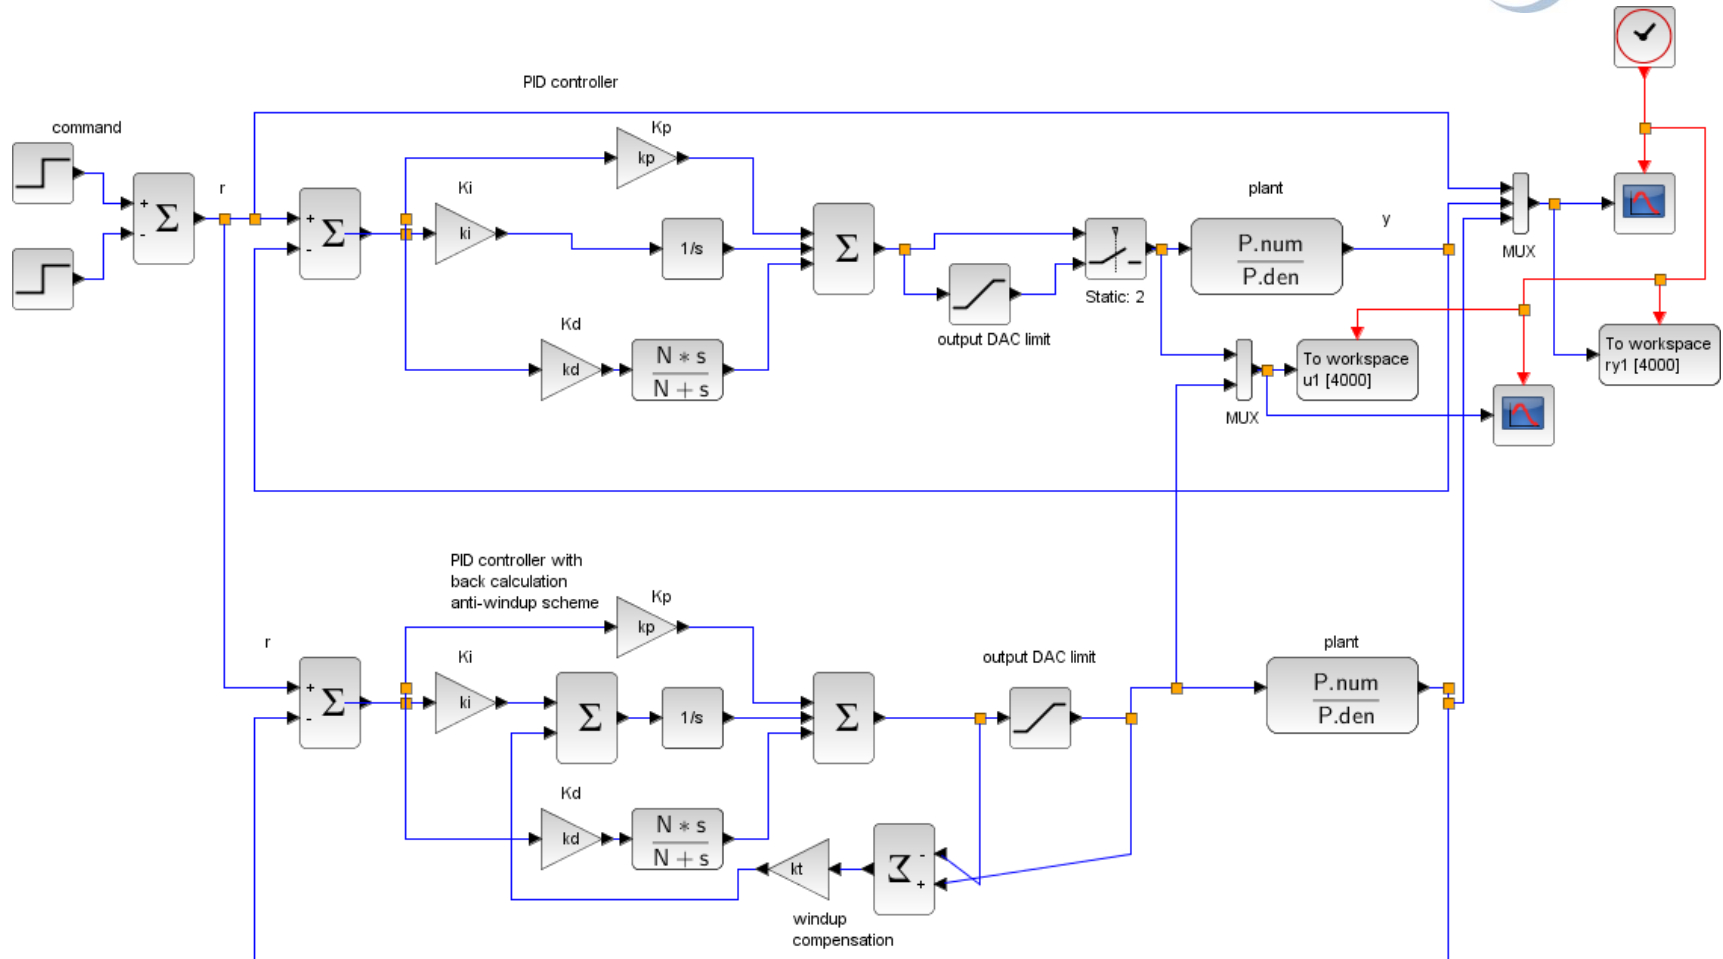 PID controller
command
Kp
kp
+
Σ
-
r
+
Σ
-
Ki
ki
1/s
Σ
plant
P.num
P.den
y
MUX
Static: 2
output DAC limit
Kd
kd
N * s
N + s
MUX
To workspace
u1 [4000]
To workspace
ry1 [4000]
PID controller with
back calculation
anti-windup scheme
Kp
kp
r
+
Σ
-
Ki
ki
Σ
1/s
Σ
output DAC limit
plant
P.num
P.den
Kd
kd
N * s
N + s
kt
Σ
-
+
windup
compensation